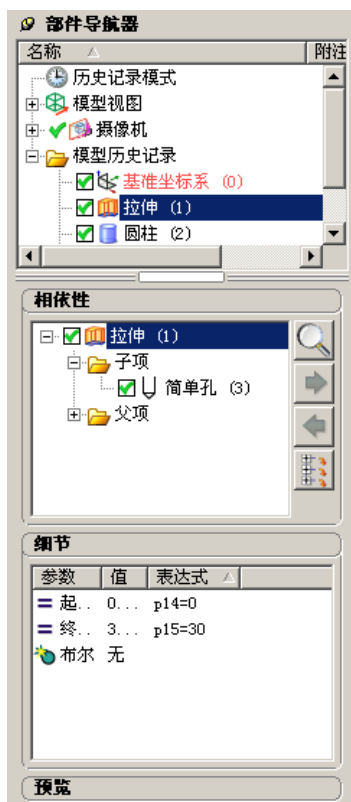 部件导航器
名称 附注
历史记录模式
模型视图
摄像机
模型历史记录
基准坐标系 (0)
拉伸 (1)
圆柱 (2)
相依性
拉伸 (1)
子项
简单孔 (3)
父项
细节
参数 值 表达式
起.. 0... p14=0
终.. 3... p15=30
布尔 无
预览